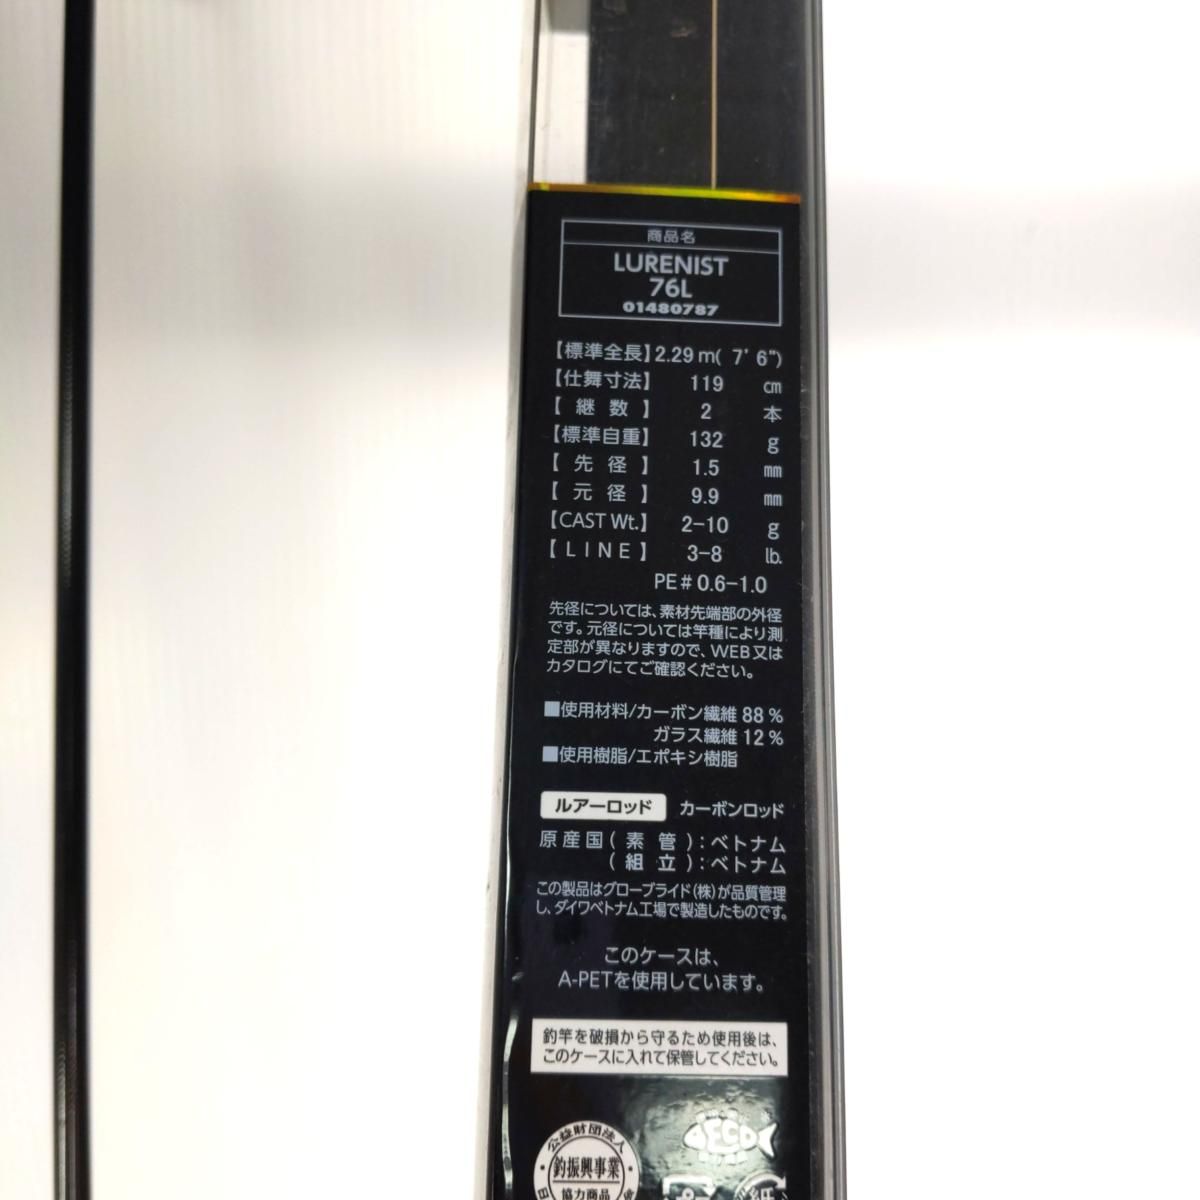 商品名
LURENIST
76L
01480787
【標準全長】2.29m( 7' 6")
【仕舞寸法】 119 cm
【 継 数 】 2 本
【標準自重】 132 g
【 先 径 】 1.5 mm
【 元 径 】 9.9 mm
【CAST Wt.】 2-10 g
【 L I N E 】 3-8 lb.
PE# 0.6-1.0
先径については、素材先端部の外径
です。元径については竿種により測
定部が異なりますので、WEB又は
カタログにてご確認ください。
■使用材料/カーボン繊維 88 %
ガラス繊維 12 %
■使用樹脂/エポキシ樹脂
ルアーロッド カーボンロッド
原産国( 素 管 ):ベトナム
( 組 立 ):ベトナム
この製品はグローブライド(株)が品質管理
し、ダイワベトナム工場で製造したものです。
このケースは、
A-PETを使用しています。
釣竿を破損から守るため使用後は、
このケースに入れて保管してください。
公益財団法人
釣振興事業
協力商品
ECO
紙